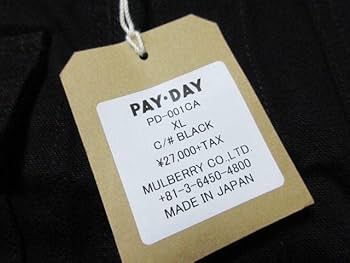 PAY·DAY
PD-001CA
XL
C/# BLACK
¥27,000+TAX
MULBERRY CO.,LTD.
+81-3-6450-4800
MADE IN JAPAN